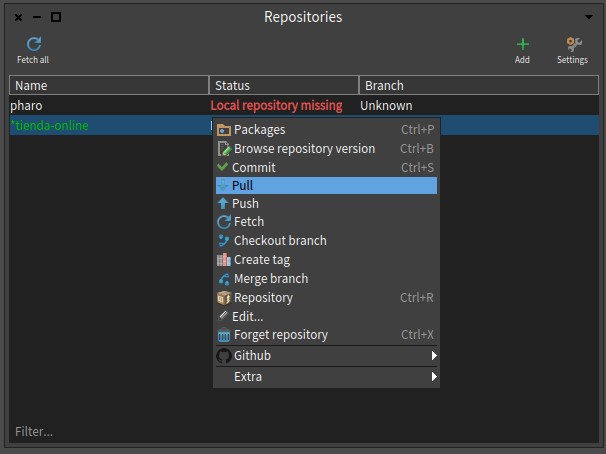 Repositories
Fetch all
Add
Settings
Name Status Branch
pharo Local repository missing Unknown
*tienda-online
Packages Ctrl+P
Browse repository version Ctrl+B
Commit Ctrl+S
Pull
Push
Fetch
Checkout branch
Create tag
Merge branch
Repository Ctrl+R
Edit...
Forget repository Ctrl+X
Github
Extra
Filter...